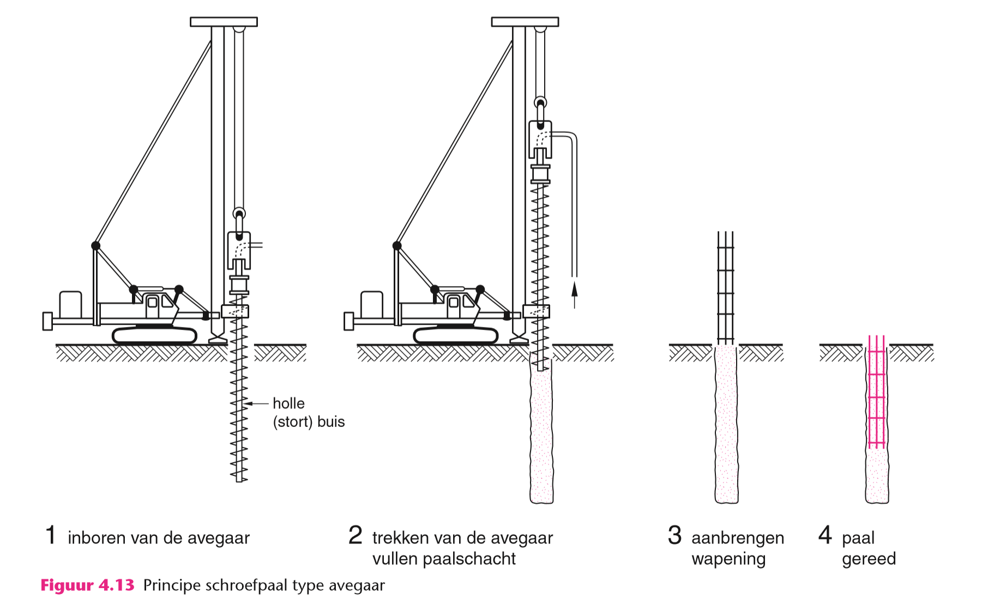 holle
(stort) buis
1 inboren van de avegaar
2 trekken van de avegaar
vullen paalschacht
3 aanbrengen
wapening
4 paal
gereed
Figuur 4.13 Principe schroefpaal type avegaar